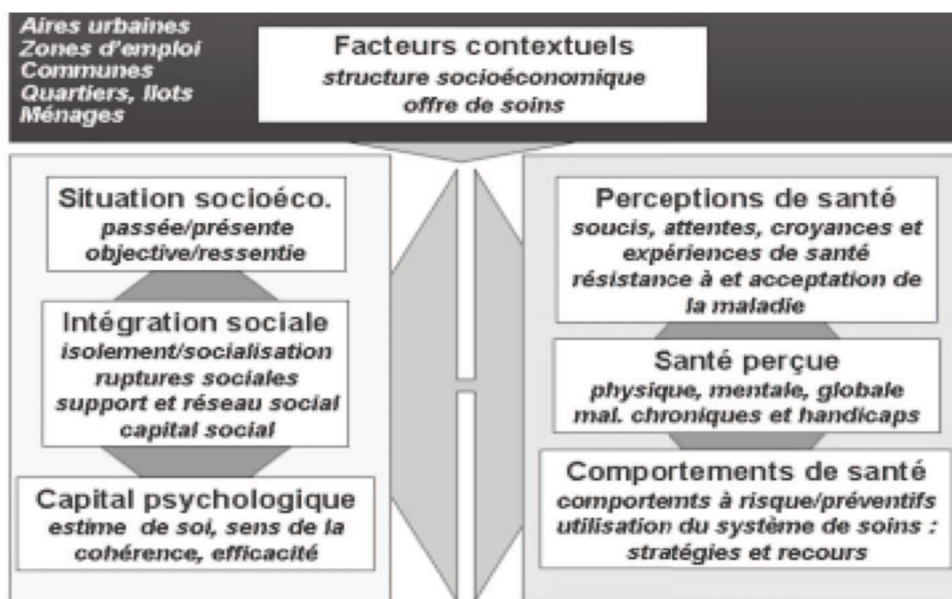 Aires urbaines
Zones d'emploi
Communes
Quartiers, Ilots
Ménages
Facteurs contextuels
structure socioéconomique
offre de soins
Situation socioéco.
passée/présente
objective/ressentie
Intégration sociale
isolement/socialisation
ruptures sociales
support et réseau social
capital social
Capital psychologique
estime de soi, sens de la
cohérence, efficacité
Perceptions de santé
soucis, attentes, croyances et
expériences de santé
résistance à et acceptation de
la maladie
Santé perçue
physique, mentale, globale
mal. chroniques et handicaps
Comportements de santé
comportemts à risque/préventifs
utilisation du système de soins :
stratégies et recours